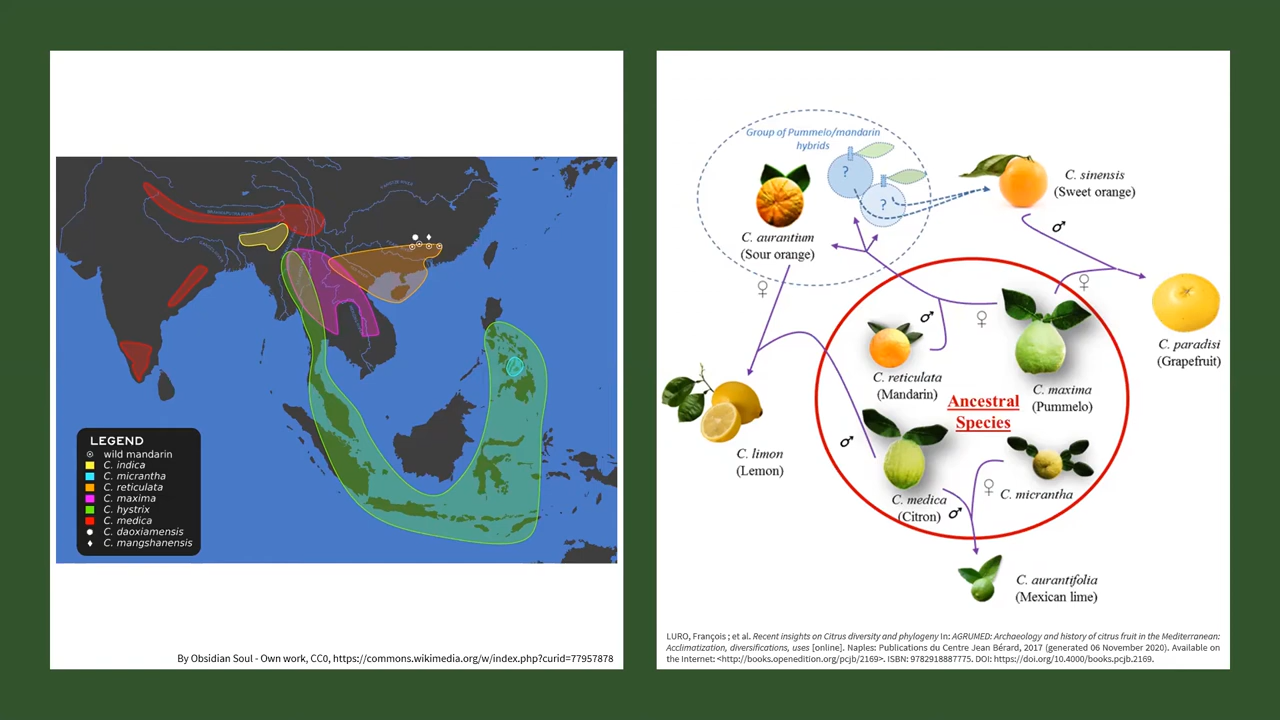 LEGEND
wild mandarin
C. indica
C. micrantha
C. reticulata
C. maxima
C. hystrix
C. medica
C. daoxiamensis
C. mangshanensis
By Obsidian Soul - Own work, CC0, https://commons.wikimedia.org/w/index.php?curid=77957878
Group of Pummelo/mandarin
hybrids
?
?
C. aurantium
(Sour orange)
C. sinensis
(Sweet orange)
♂
♀
♀
C. paradisi
(Grapefruit)
♂
♀
C. reticulata
(Mandarin)
C. maxima
(Pummelo)
Ancestral
Species
C. limon
(Lemon)
♂
C. medica
(Citron)
♂
♀
C. micrantha
C. aurantifolia
(Mexican lime)
LURO, François ; et al. Recent insights on Citrus diversity and phylogeny In: AGRUMED: Archaeology and history of citrus fruit in the Mediterranean:
Acclimatization, diversifications, uses [online]. Naples: Publications du Centre Jean Bérard, 2017 (generated 06 November 2020). Available on
the Internet: <http://books.openedition.org/pcjb/2169>. ISBN: 9782918887775. DOI: https://doi.org/10.4000/books.pcjb.2169.